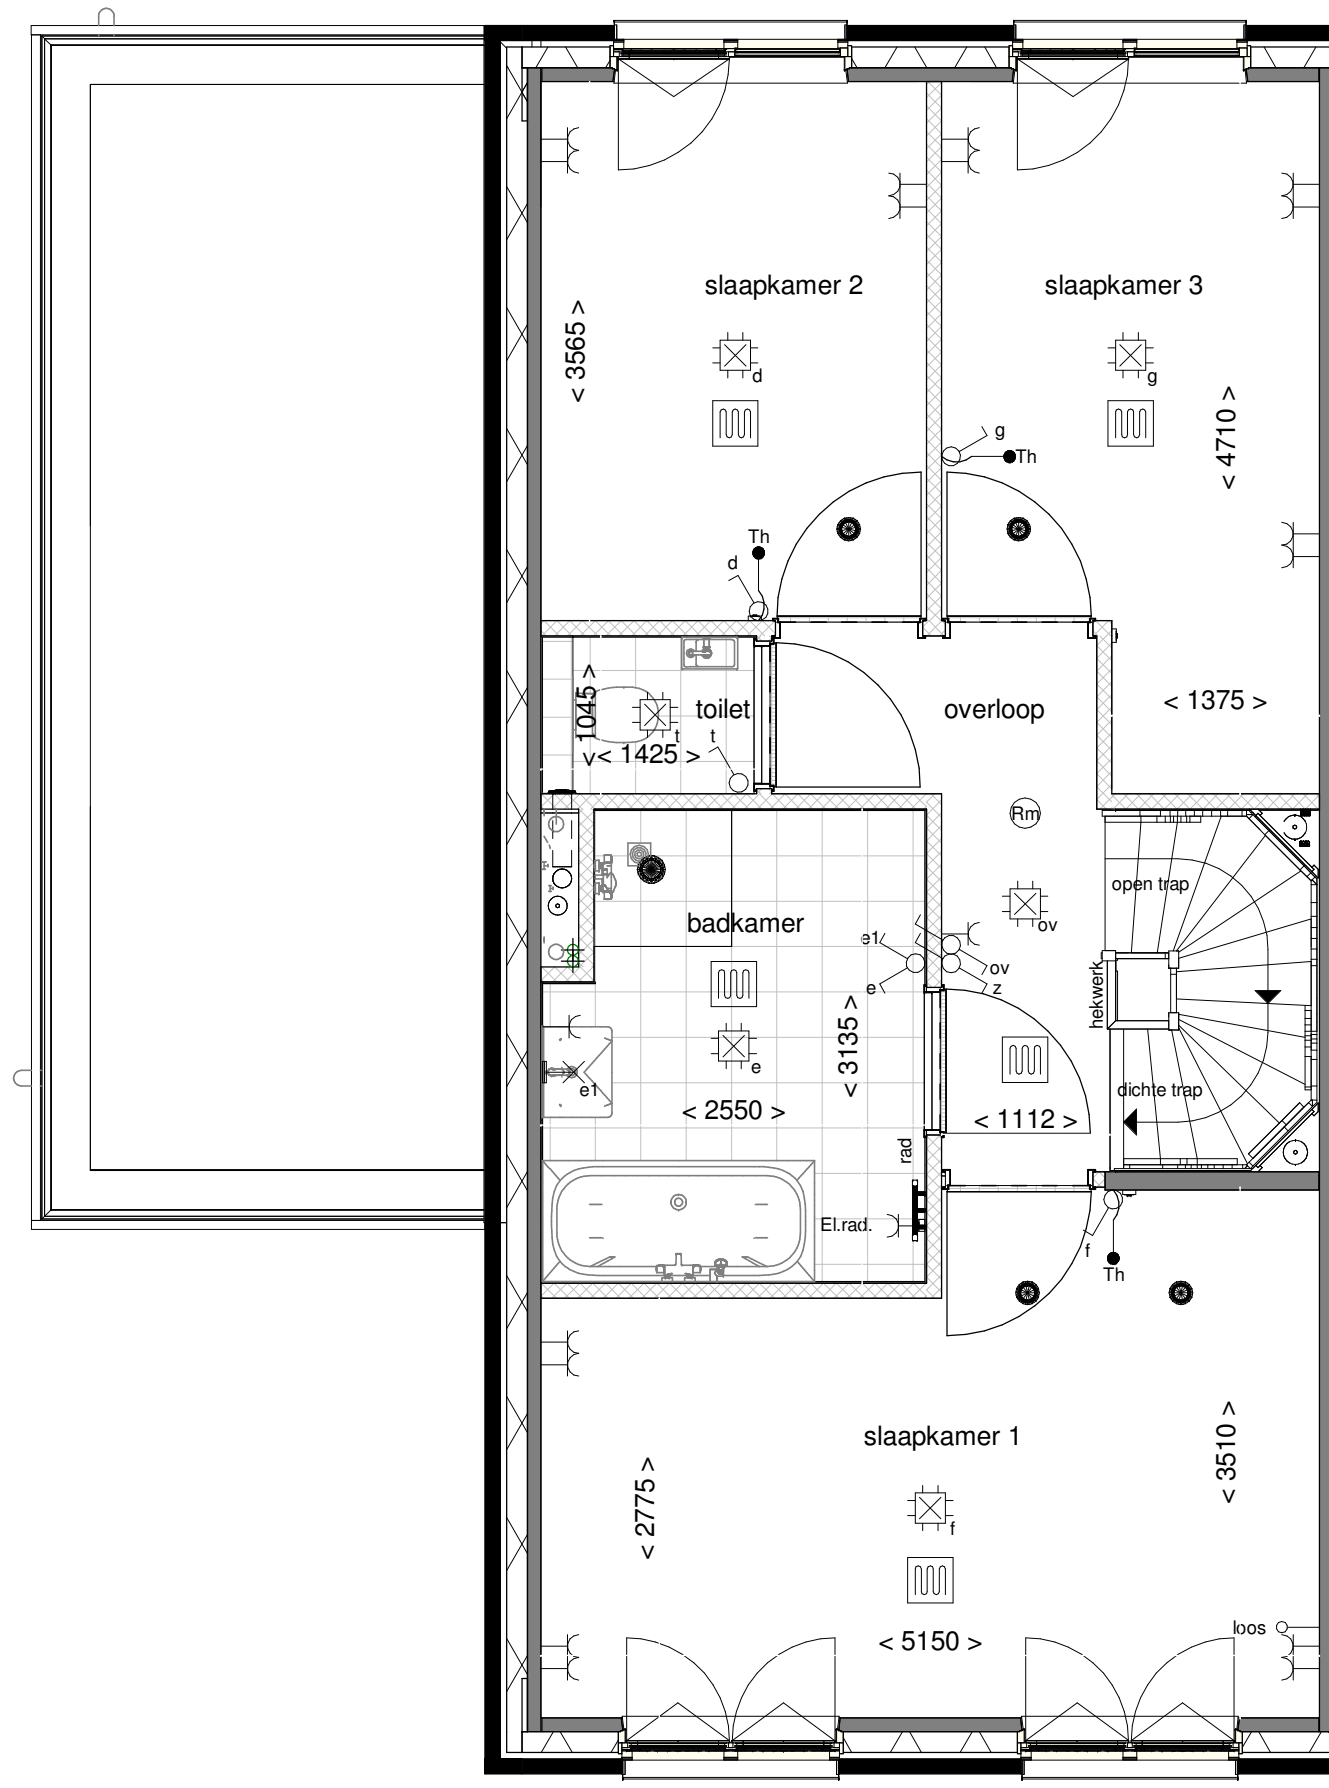 slaapkamer 2
slaapkamer 3
< 3565 >
d
g
< 4710 >
g
Th
Th
d
< 1045 >
toilet
t
t
< 1425 >
overloop
< 1375 >
Rm
open trap
badkamer
ov
e1
e
ov
z
hekwerk
< 3135 >
e
e1
< 2550 >
< 1112 >
dichte trap
rad
El.rad.
f
Th
slaapkamer 1
< 2775 >
< 3510 >
f
loos
< 5150 >